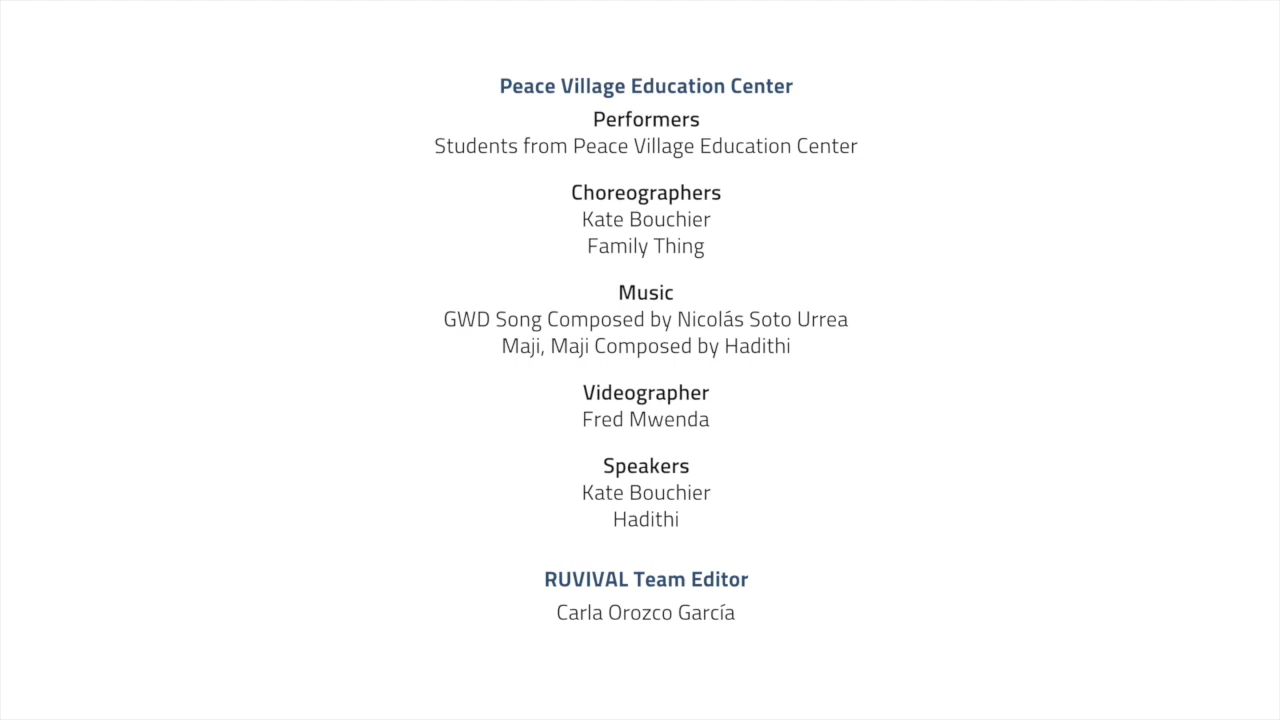 Peace Village Education Center
Performers
Students from Peace Village Education Center
Choreographers
Kate Bouchier
Family Thing
Music
GWD Song Composed by Nicolás Soto Urrea
Maji, Maji Composed by Hadithi
Videographer
Fred Mwenda
Speakers
Kate Bouchier
Hadithi
RUVIVAL Team Editor
Carla Orozco García